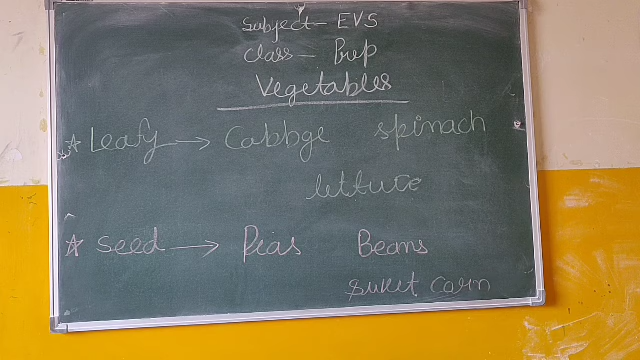 Subject - EVS
Class - Prep
Vegetables
☆ Leafy → Cabbge spinach
lettuce
☆ Seed → Peas Beans
sweet corn